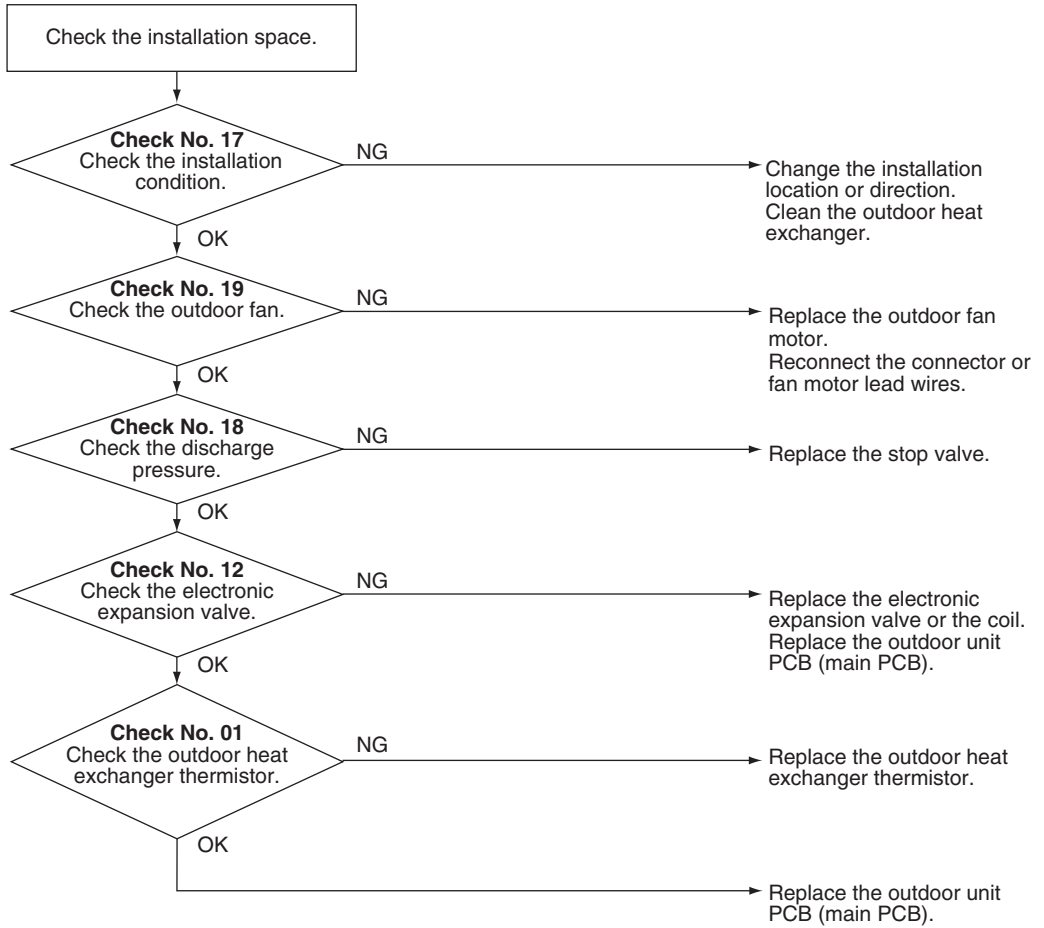 Check the installation space.
Check No. 17
Check the installation
condition.
NG
Change the installation
location or direction.
Clean the outdoor heat
exchanger.
OK
Check No. 19
Check the outdoor fan.
NG
Replace the outdoor fan
motor.
Reconnect the connector or
fan motor lead wires.
OK
Check No. 18
Check the discharge
pressure.
NG
Replace the stop valve.
OK
Check No. 12
Check the electronic
expansion valve.
NG
Replace the electronic
expansion valve or the coil.
Replace the outdoor unit
PCB (main PCB).
OK
Check No. 01
Check the outdoor heat
exchanger thermistor.
NG
Replace the outdoor heat
exchanger thermistor.
OK
Replace the outdoor unit
PCB (main PCB).